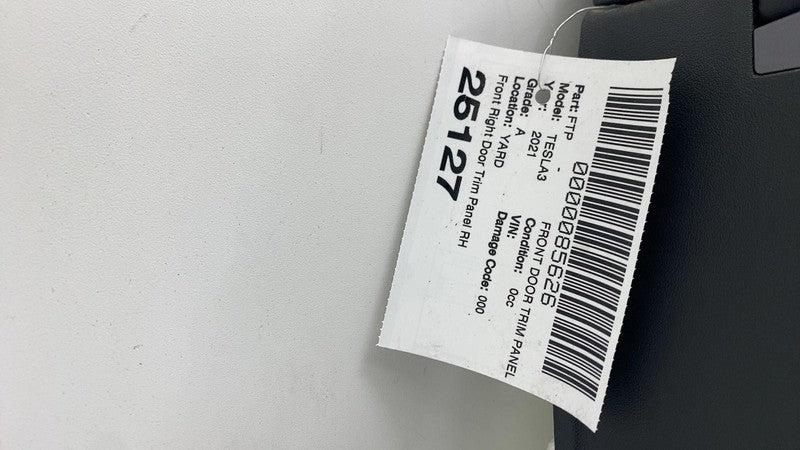 0000085626
Part: FTP - FRONT DOOR TRIM PANEL
Model: TESLA3 Condition: 0cc
Year: 2021 VIN:
Grade: A Damage Code: 000
Location: YARD
Front Right Door Trim Panel RH
25127